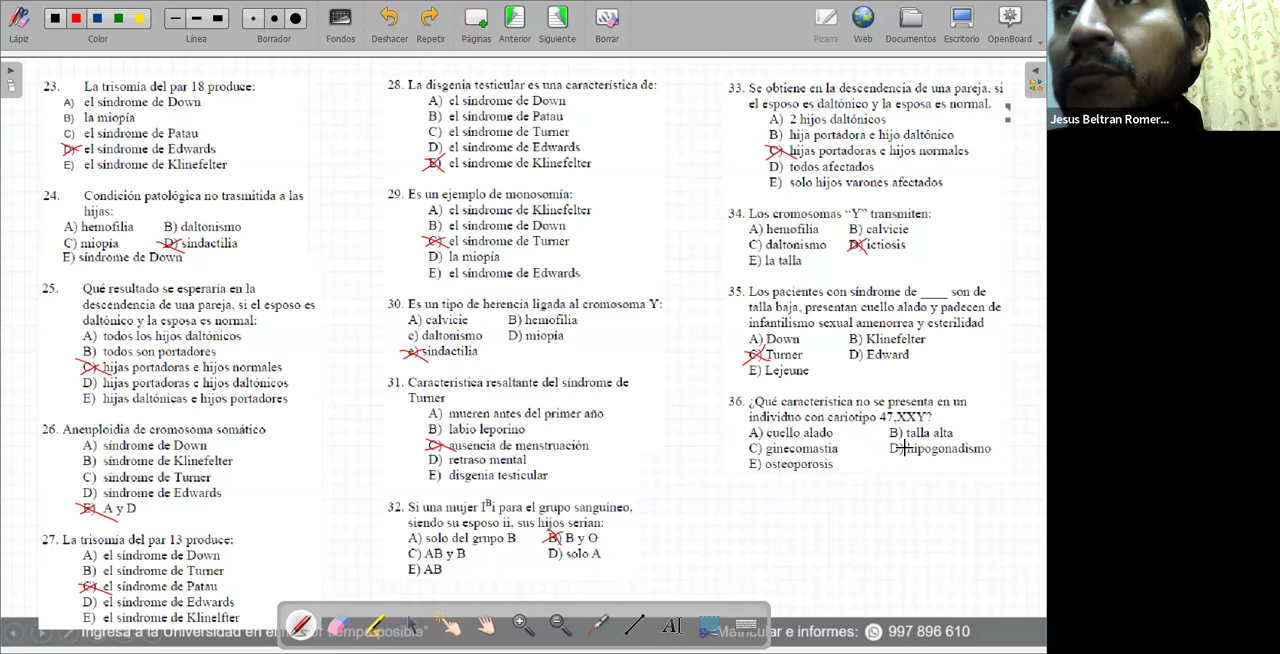 Lápiz
Color
Línea
Borrador
Fondos
Deshacer
Repetir
Páginas
Anterior
Siguiente
Borrar
Pizarra
Web
Documentos
Escritorio
OpenBoard
Jesus Beltran Romer...
23. La trisomía del par 18 produce:
A) el síndrome de Down
B) la miopía
C) el síndrome de Patau
D) el síndrome de Edwards
E) el síndrome de Klinefelter
24. Condición patológica no trasmitida a las
hijas:
A) hemofilia B) daltonismo
C) miopía D) sindactilia
E) síndrome de Down
25. Qué resultado se esperaría en la
descendencia de una pareja, si el esposo es
daltónico y la esposa es normal:
A) todos los hijos daltónicos
B) todos son portadores
C) hijas portadoras e hijos normales
D) hijas portadoras e hijos daltónicos
E) hijas daltónicas e hijos portadores
26. Aneuploidia de cromosoma somático
A) síndrome de Down
B) síndrome de Klinefelter
C) síndrome de Turner
D) síndrome de Edwards
E) A y D
27. La trisomía del par 13 produce:
A) el síndrome de Down
B) el síndrome de Turner
C) el síndrome de Patau
D) el síndrome de Edwards
E) el síndrome de Klinelfter
28. La disgenia testicular es una característica de:
A) el síndrome de Down
B) el síndrome de Patau
C) el síndrome de Turner
D) el síndrome de Edwards
E) el síndrome de Klinefelter
29. Es un ejemplo de monosomía:
A) el síndrome de Klinefelter
B) el síndrome de Down
C) el síndrome de Turner
D) la miopía
E) el síndrome de Edwards
30. Es un tipo de herencia ligada al cromosoma Y:
A) calvicie B) hemofilia
c) daltonismo D) miopía
e) sindactilia
31. Característica resaltante del síndrome de
Turner
A) mueren antes del primer año
B) labio leporino
C) ausencia de menstruación
D) retraso mental
E) disgenia testicular
32. Si una mujer Iᴮi para el grupo sanguíneo,
siendo su esposo ii, sus hijos serian:
A) solo del grupo B B) B y O
C) AB y B D) solo A
E) AB
33. Se obtiene en la descendencia de una pareja, si
el esposo es daltónico y la esposa es normal.
A) 2 hijos daltónicos
B) hija portadora e hijo daltónico
C) hijas portadoras e hijos normales
D) todos afectados
E) solo hijos varones afectados
34. Los cromosomas “Y” transmiten:
A) hemofilia B) calvicie
C) daltonismo D) ictiosis
E) la talla
35. Los pacientes con síndrome de ____ son de
talla baja, presentan cuello alado y padecen de
infantilismo sexual amenorrea y esterilidad
A) Down B) Klinefelter
C) Turner D) Edward
E) Lejeune
36. ¿Qué característica no se presenta en un
individuo con cariotipo 47,XXY?
A) cuello alado B) talla alta
C) ginecomastia D) hipogonadismo
E) osteoporosis
Ingresa a la Universidad en el tiempo posible”
Matricular e informes: 997 896 610